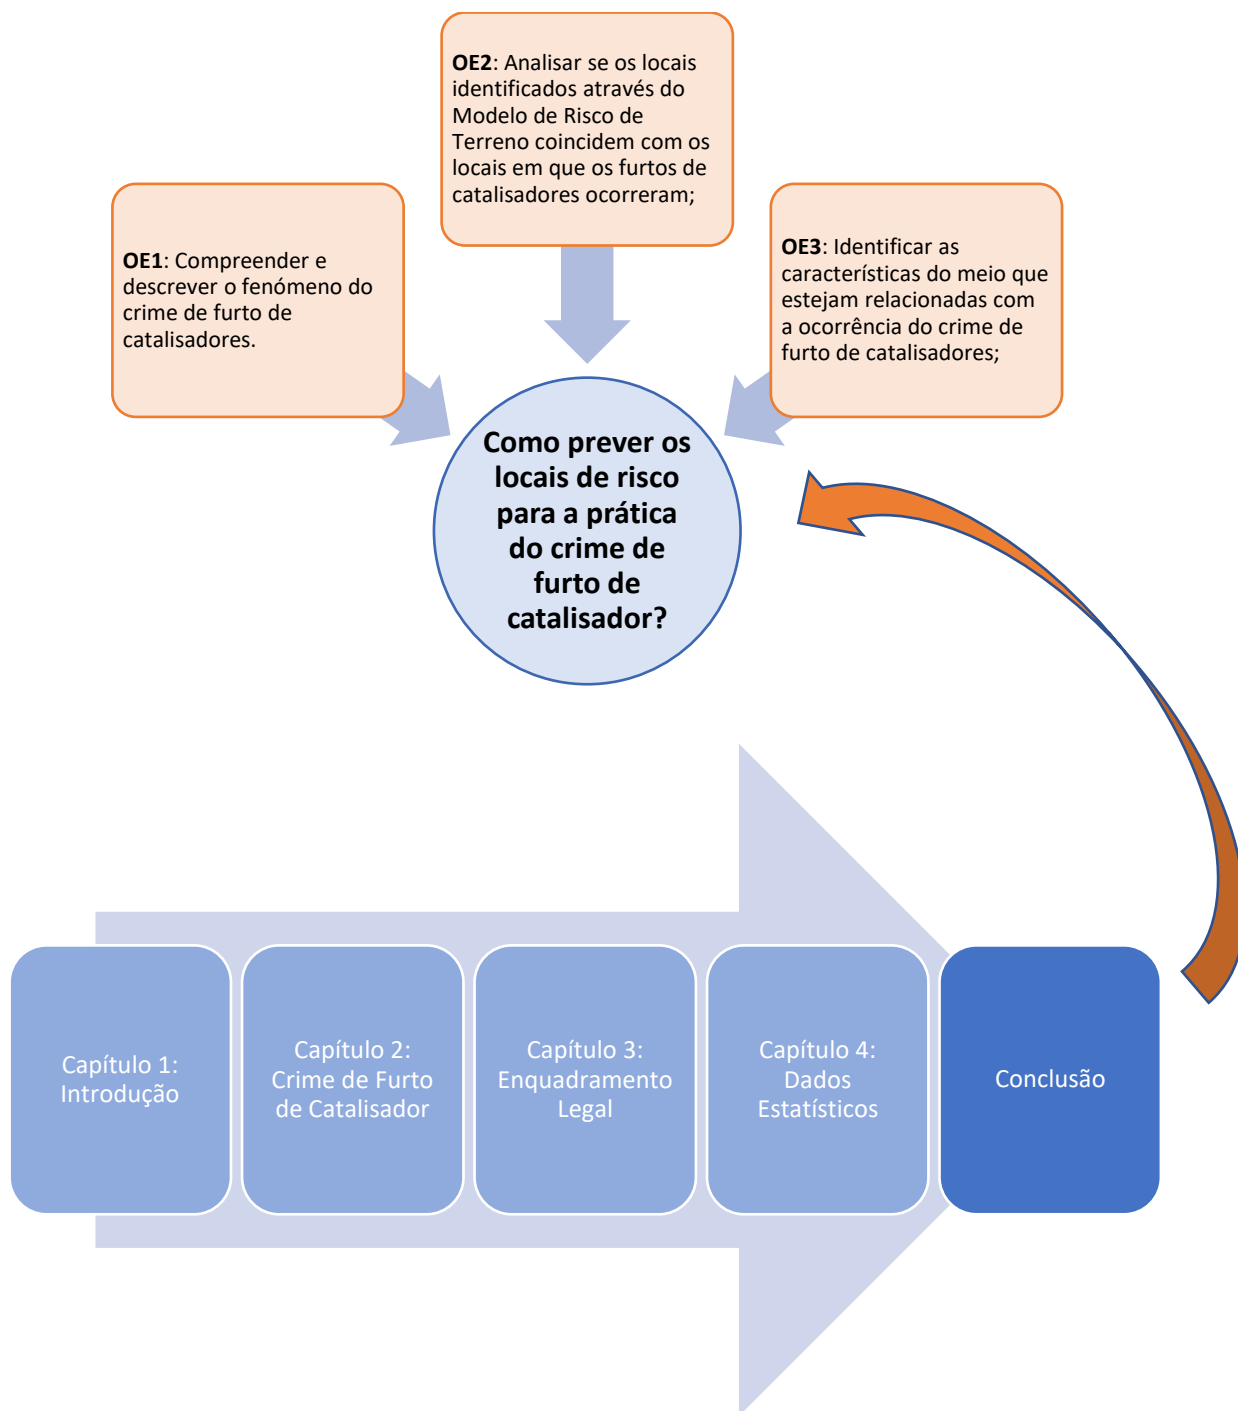 OE2: Analisar se os locais
identificados através do
Modelo de Risco de
Terreno coincidem com os
locais em que os furtos de
catalisadores ocorreram;
OE1: Compreender e
descrever o fenómeno do
crime de furto de
catalisadores.
OE3: Identificar as
características do meio que
estejam relacionadas com
a ocorrência do crime de
furto de catalisadores;
Como prever os
locais de risco
para a prática
do crime de
furto de
catalisador?
Capítulo 1:
Introdução
Capítulo 2:
Crime de Furto
de Catalisador
Capítulo 3:
Enquadramento
Legal
Capítulo 4:
Dados
Estatísticos
Conclusão